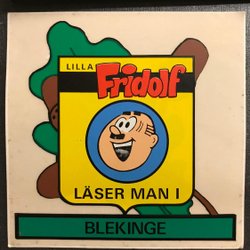 LILLA
Fridolf
LÄSER MAN I
BLEKINGE